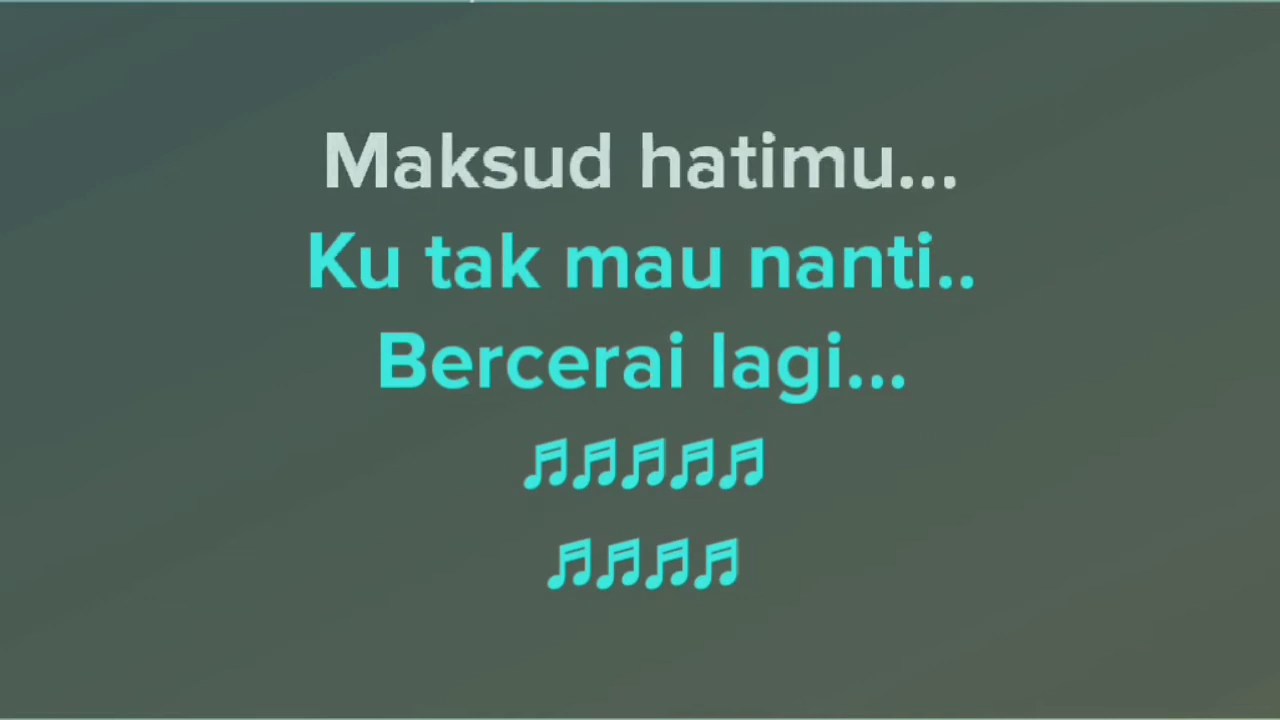 Maksud hatimu...
Ku tak mau nanti..
Bercerai lagi...
♬♬♬♬♬
♬♬♬♬